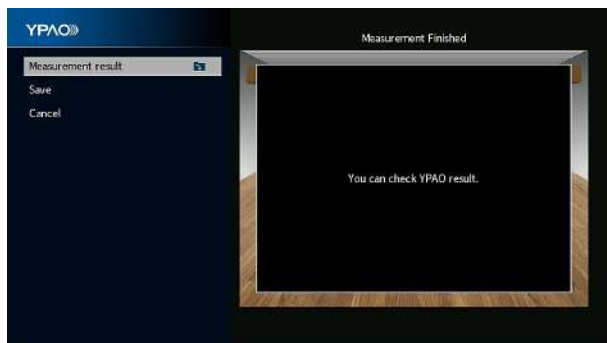 YPAO
Measurement Finished
Measurement result
Save
Cancel
You can check YPAO result.